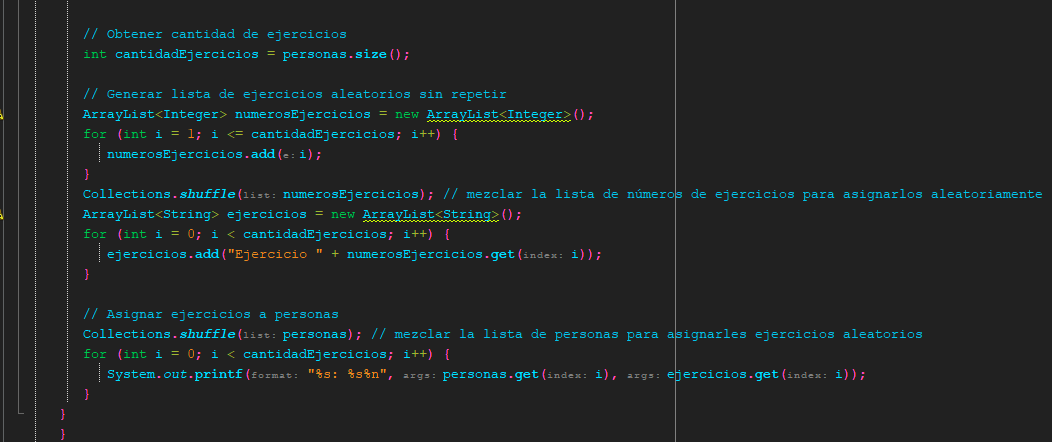 // Obtener cantidad de ejercicios
int cantidadEjercicios = personas.size();
// Generar lista de ejercicios aleatorios sin repetir
ArrayList<Integer> numerosEjercicios = new ArrayList<Integer>();
for (int i = 1; i <= cantidadEjercicios; i++) {
numerosEjercicios.add(e: i);
}
Collections.shuffle(list: numerosEjercicios); // mezclar la lista de números de ejercicios para asignarlos aleatoriamente
ArrayList<String> ejercicios = new ArrayList<String>();
for (int i = 0; i < cantidadEjercicios; i++) {
ejercicios.add("Ejercicio " + numerosEjercicios.get(index: i));
}
// Asignar ejercicios a personas
Collections.shuffle(list: personas); // mezclar la lista de personas para asignarles ejercicios aleatorios
for (int i = 0; i < cantidadEjercicios; i++) {
System.out.printf(format: "%s: %s%n", args: personas.get(index: i), args: ejercicios.get(index: i));
}
}
}